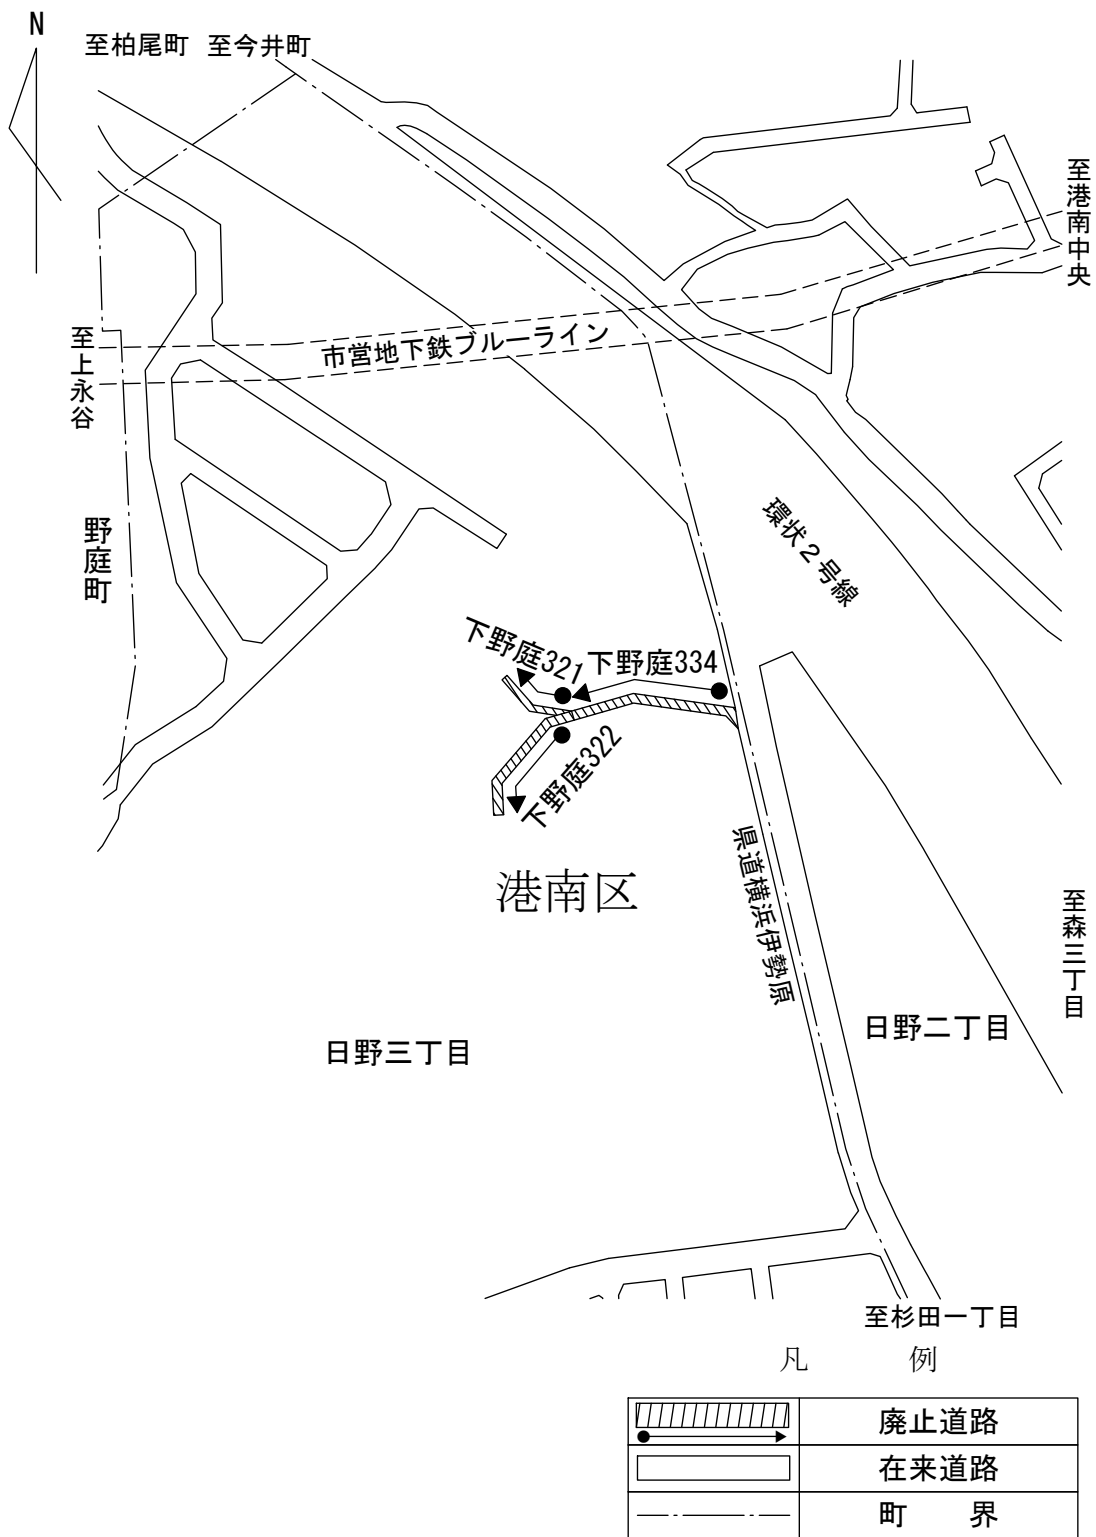 N
至柏尾町 至今井町
至港南中央
市営地下鉄ブルーライン
至上永谷
環状２号線
野庭町
下野庭321
下野庭334
下野庭322
県道横浜伊勢原
港南区
至森三丁目
日野二丁目
日野三丁目
至杉田一丁目
凡 例
廃止道路
在来道路
町 界